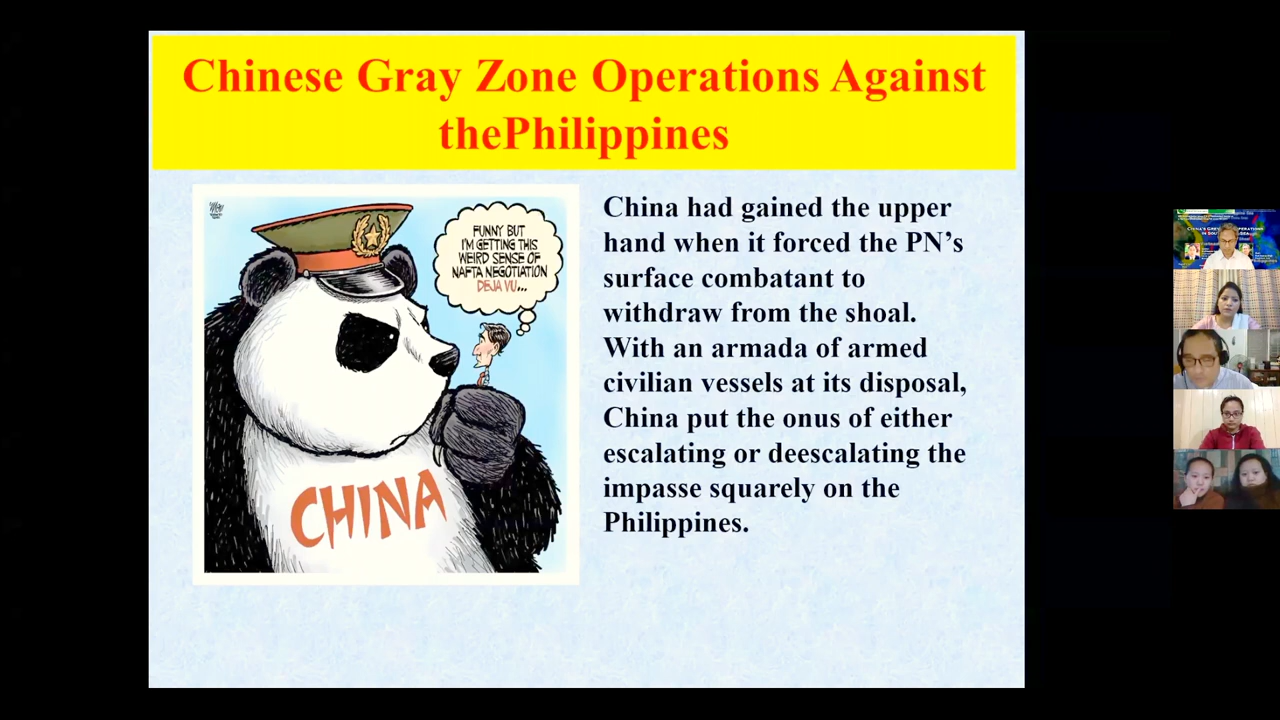 Chinese Gray Zone Operations Against
thePhilippines
FUNNY BUT
I'M GETTING THIS
WEIRD SENSE OF
NAFTA NEGOTIATION
DEJA VU...
CHINA
China had gained the upper
hand when it forced the PN’s
surface combatant to
withdraw from the shoal.
With an armada of armed
civilian vessels at its disposal,
China put the onus of either
escalating or deescalating the
impasse squarely on the
Philippines.